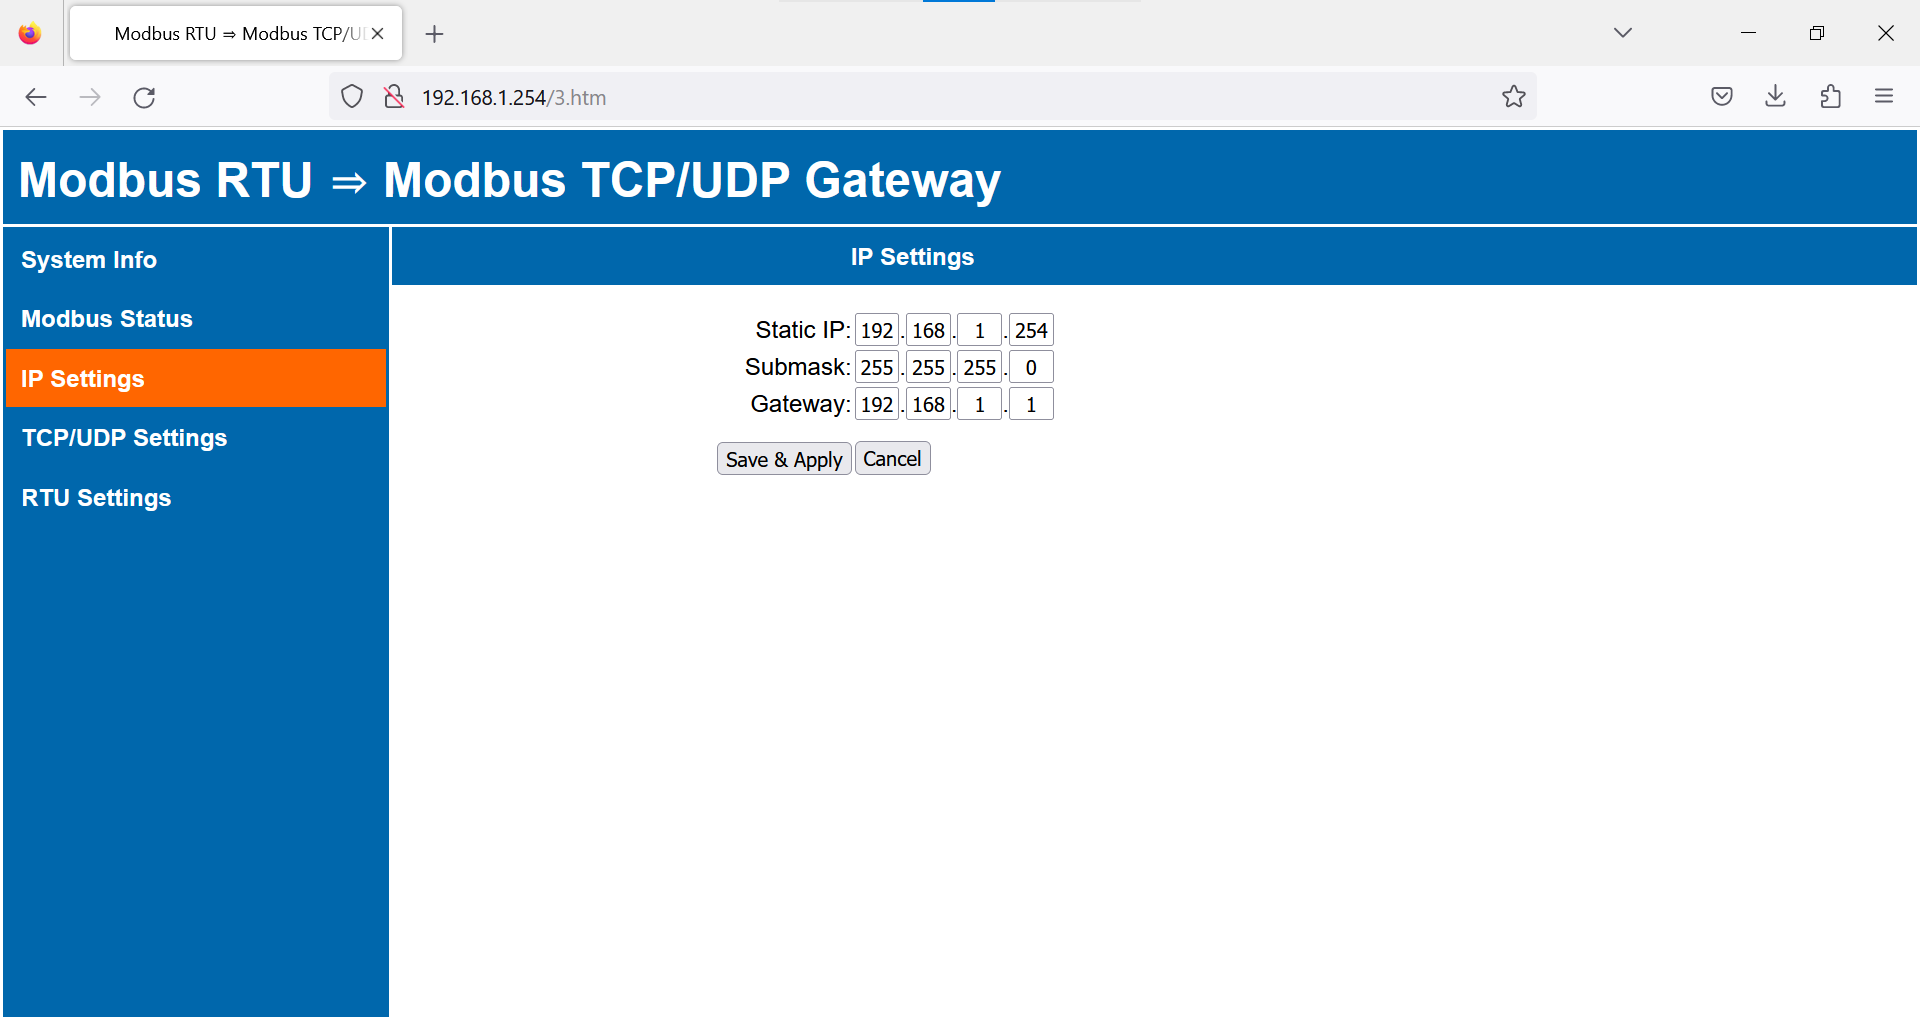 Modbus RTU ⇒ Modbus TCP/UD
192.168.1.254/3.htm
Modbus RTU ⇒ Modbus TCP/UDP Gateway
System Info
Modbus Status
IP Settings
TCP/UDP Settings
RTU Settings
IP Settings
Static IP: 192 . 168 . 1 . 254
Submask: 255 . 255 . 255 . 0
Gateway: 192 . 168 . 1 . 1
Save & Apply Cancel